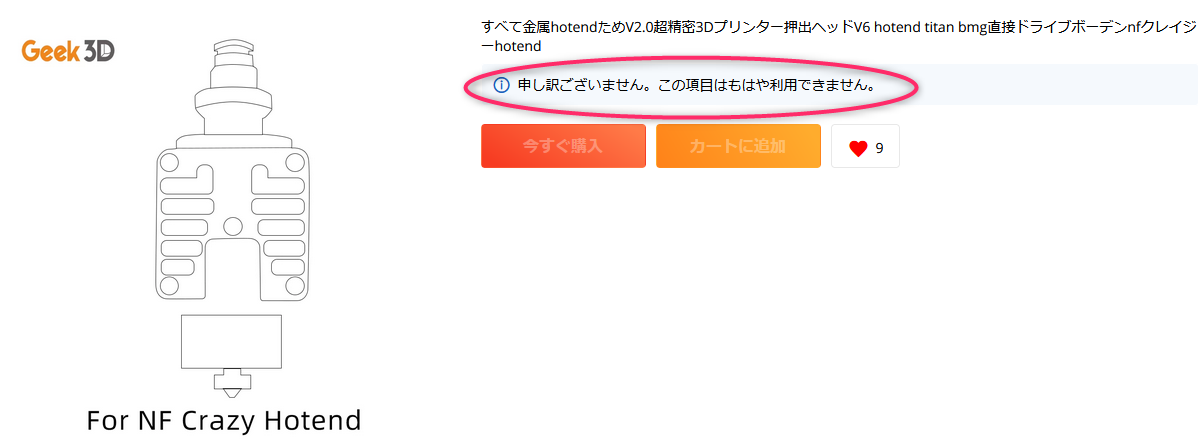 Geek 3D
For NF Crazy Hotend
すべて金属hotendためV2.0超精密3Dプリンター押出ヘッドV6 hotend titan bmg直接ドライブボーデンnfクレイジ
ーhotend
申し訳ございません。この項目はもはや利用できません。
今すぐ購入
カートに追加
9